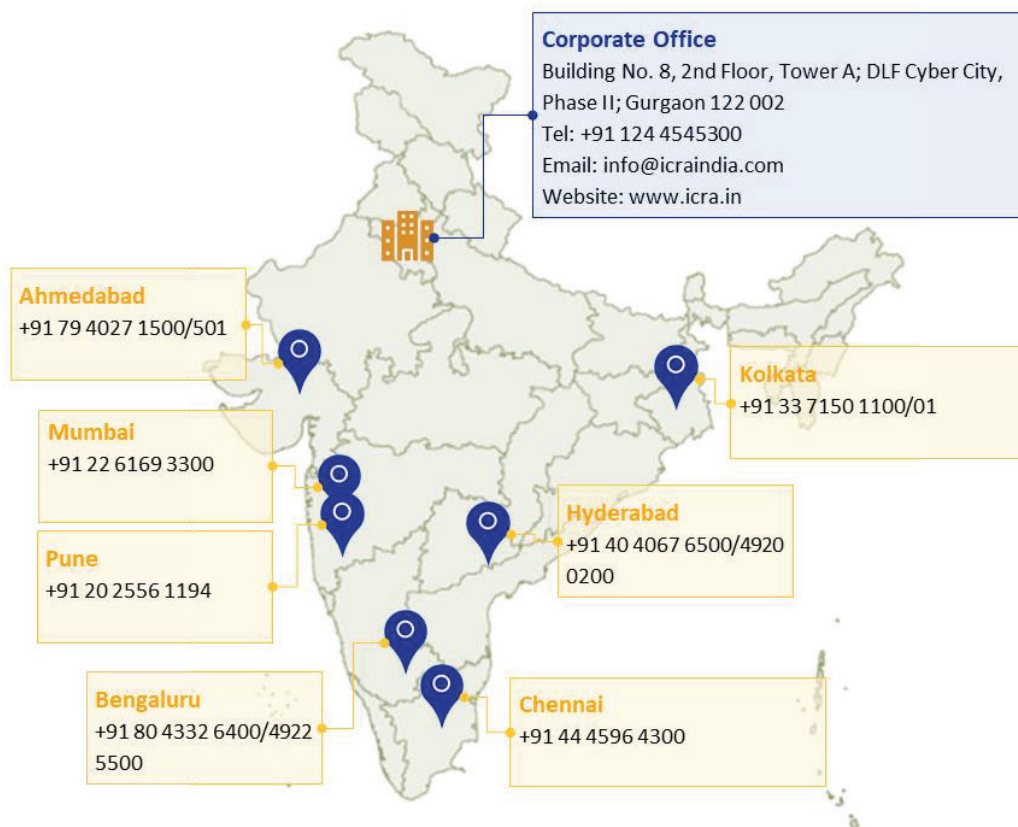 Corporate Office
Building No. 8, 2nd Floor, Tower A; DLF Cyber City,
Phase II; Gurgaon 122 002
Tel: +91 124 4545300
Email: info@icraindia.com
Website: www.icra.in
Ahmedabad
+91 79 4027 1500/501
Kolkata
+91 33 7150 1100/01
Mumbai
+91 22 6169 3300
Hyderabad
+91 40 4067 6500/4920
0200
Pune
+91 20 2556 1194
Bengaluru
+91 80 4332 6400/4922
5500
Chennai
+91 44 4596 4300